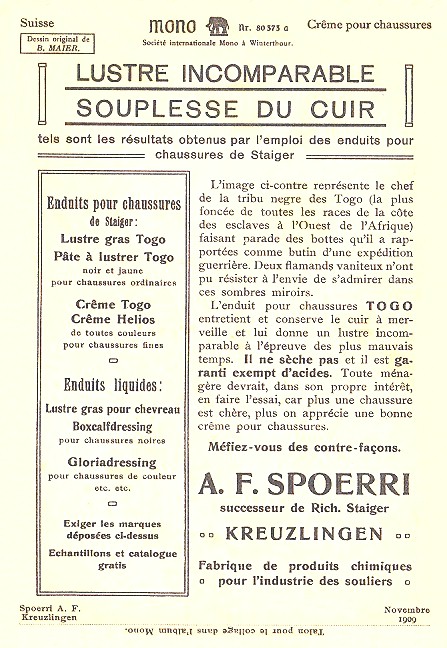 Suisse
Dessin original de
B. MAIER.
MONO Nr. 80373 a
Société internationale Mono à Winterthour.
Crême pour chaussures
LUSTRE INCOMPARABLE
SOUPLESSE DU CUIR
tels sont les résultats obtenus par l'emploi des enduits pour
chaussures de Staiger
Enduits pour chaussures
de Staiger:
Lustre gras Togo
Pâte à lustrer Togo
noir et jaune
pour chaussures ordinaires
Crême Togo
Crême Helios
de toutes couleurs
pour chaussures fines
Enduits liquides:
Lustre gras pour chevreau
Boxcalfdressing
pour chaussures noires
Gloriadressing
pour chaussures de couleur
etc. etc.
Exiger les marques
déposées ci-dessus
Echantillons et catalogue
gratis
L'image ci-contre représente le chef
de la tribu negre des Togo (la plus
foncée de toutes les races de la côte
des esclaves à l'Ouest de l'Afrique)
faisant parade des bottes qu'il a rap-
portées comme butin d'une expédition
guerrière. Deux flamands vaniteux n'ont
pu résister à l'envie de s'admirer dans
ces sombres miroirs.
L'enduit pour chaussures TOGO
entretient et conserve le cuir à mer-
veille et lui donne un lustre incom-
parable à l'épreuve des plus mauvais
temps. Il ne sèche pas et il est ga-
ranti exempt d'acides. Toute ména-
gère devrait, dans son propre intérêt,
en faire l'essai, car plus une chaussure
est chère, plus on apprécie une bonne
crême pour chaussures.
Méfiez-vous des contre-façons.
A. F. SPOERRI
successeur de Rich. Staiger
KREUZLINGEN
Fabrique de produits chimiques
pour l'industrie des souliers
Spoerri A. F.
Kreuzlingen
Novembre
1909
Talon pour le collage dans l'album Mono.